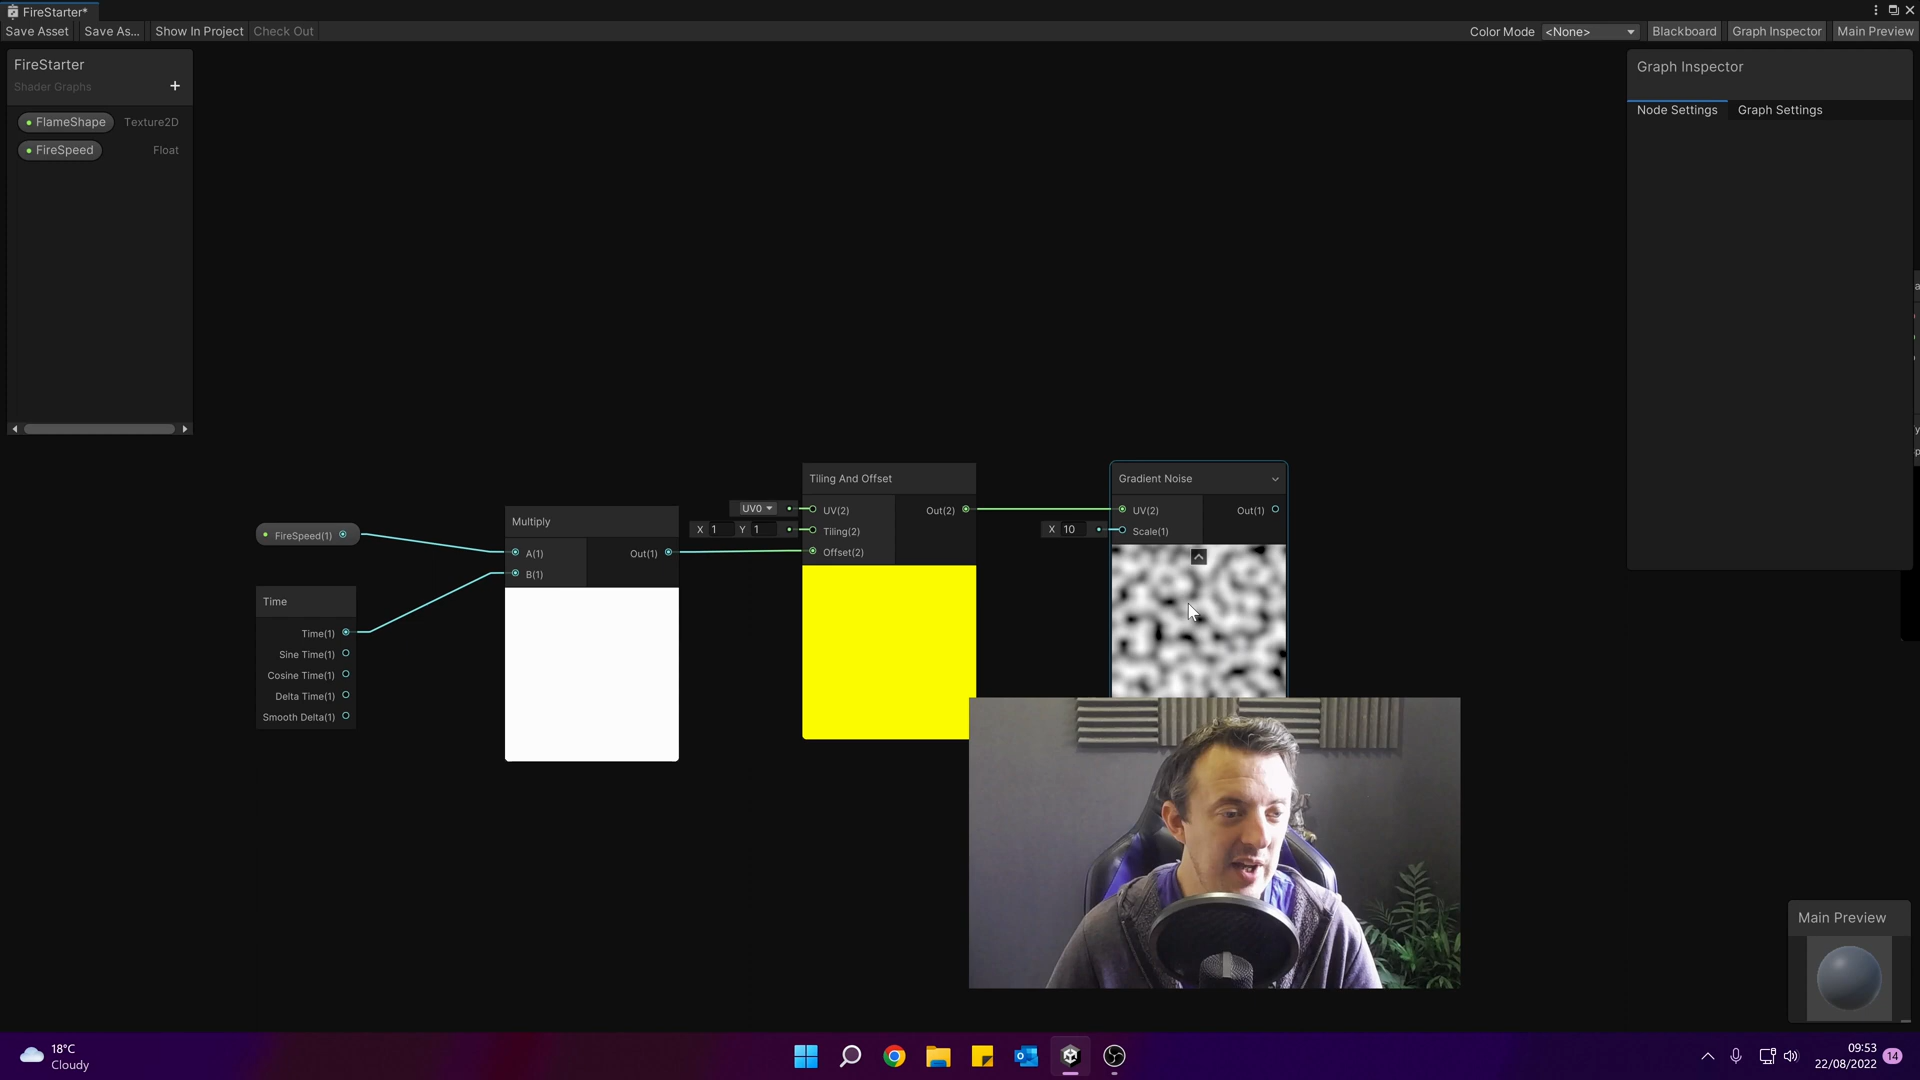 FireStarter*
Save Asset
Save As...
Show In Project
Check Out
Color Mode
<None>
Blackboard
Graph Inspector
Main Preview
FireStarter
Shader Graphs
+
FlameShape
Texture2D
FireSpeed
Float
Graph Inspector
Node Settings
Graph Settings
FireSpeed(1)
Time
Time(1)
Sine Time(1)
Cosine Time(1)
Delta Time(1)
Smooth Delta(1)
Multiply
A(1)
B(1)
Out(1)
UV0
X 1 Y 1
Tiling And Offset
UV(2)
Tiling(2)
Offset(2)
Out(2)
X 10
Gradient Noise
UV(2)
Scale(1)
Out(1)
Main Preview
18°C
Cloudy
09:53
22/08/2022
14